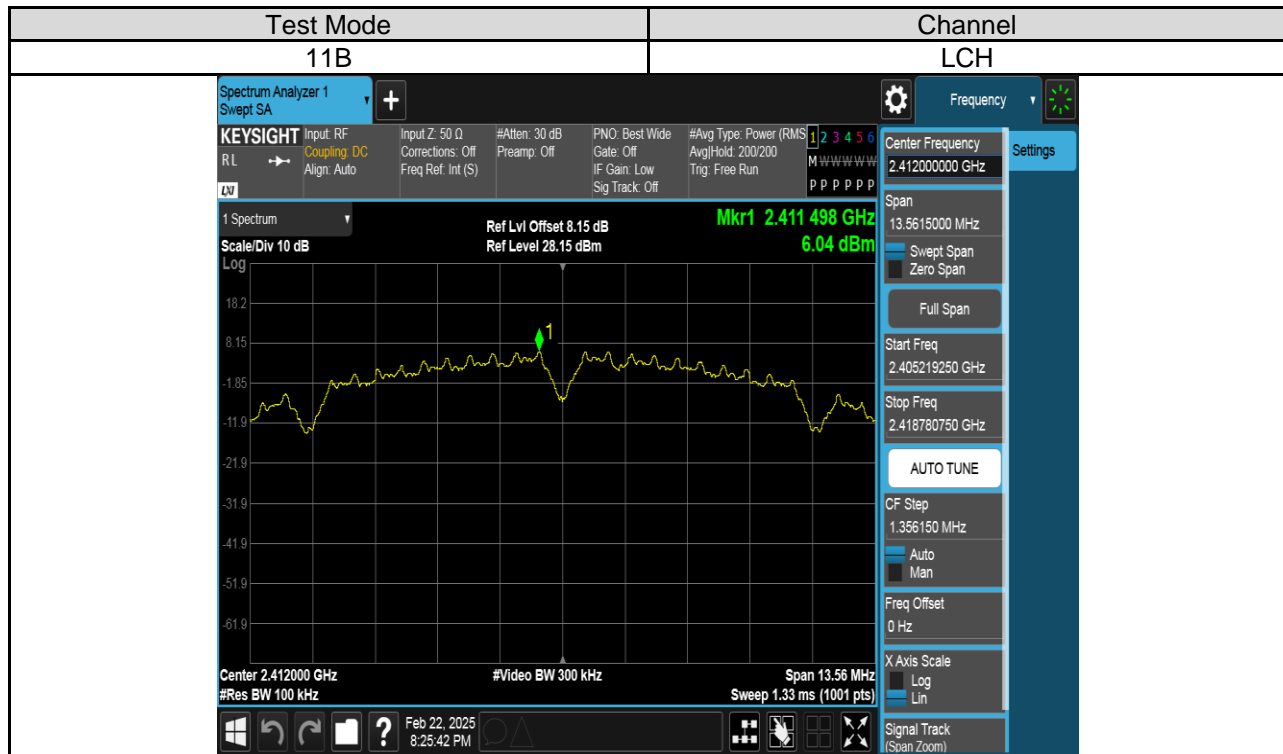 Test Mode Channel
11B LCH
Spectrum Analyzer 1
Swept SA
Frequency
KEYSIGHT
RL
LXI
Input: RF
Coupling: DC
Align: Auto
Input Z: 50 Ω
Corrections: Off
Freq Ref: Int (S)
#Atten: 30 dB
Preamp: Off
PNO: Best Wide
Gate: Off
IF Gain: Low
Sig Track: Off
#Avg Type: Power (RMS
Avg|Hold: 200/200
Trig: Free Run
1 2 3 4 5 6
M W W W W W
P P P P P P
1 Spectrum
Scale/Div 10 dB
Ref Lvl Offset 8.15 dB
Ref Level 28.15 dBm
Mkr1 2.411 498 GHz
6.04 dBm
Log
18.2
8.15
-1.85
-11.9
-21.9
-31.9
-41.9
-51.9
-61.9
1
Center 2.412000 GHz
#Res BW 100 kHz
#Video BW 300 kHz
Span 13.56 MHz
Sweep 1.33 ms (1001 pts)
?
Feb 22, 2025
8:25:42 PM
Center Frequency
2.412000000 GHz
Span
13.5615000 MHz
Swept Span
Zero Span
Full Span
Start Freq
2.405219250 GHz
Stop Freq
2.418780750 GHz
AUTO TUNE
CF Step
1.356150 MHz
Auto
Man
Freq Offset
0 Hz
X Axis Scale
Log
Lin
Signal Track
(Span Zoom)
Settings